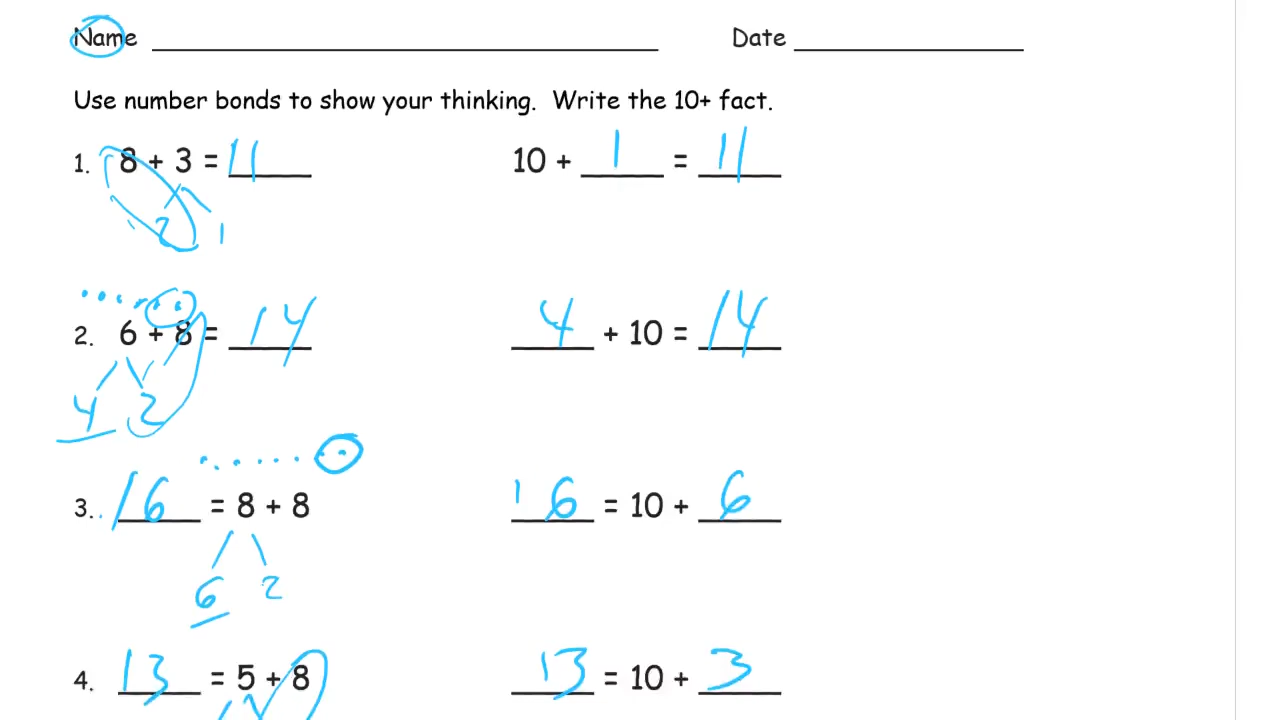 Name ____ Date ____
Use number bonds to show your thinking. Write the 10+ fact.
1. 8 + 3 = 11 10 + 1 = 11
2 1
2. 6 + 8 = 14 4 + 10 = 14
4 2
3. 16 = 8 + 8 16 = 10 + 6
6 2
4. 13 = 5 + 8 13 = 10 + 3